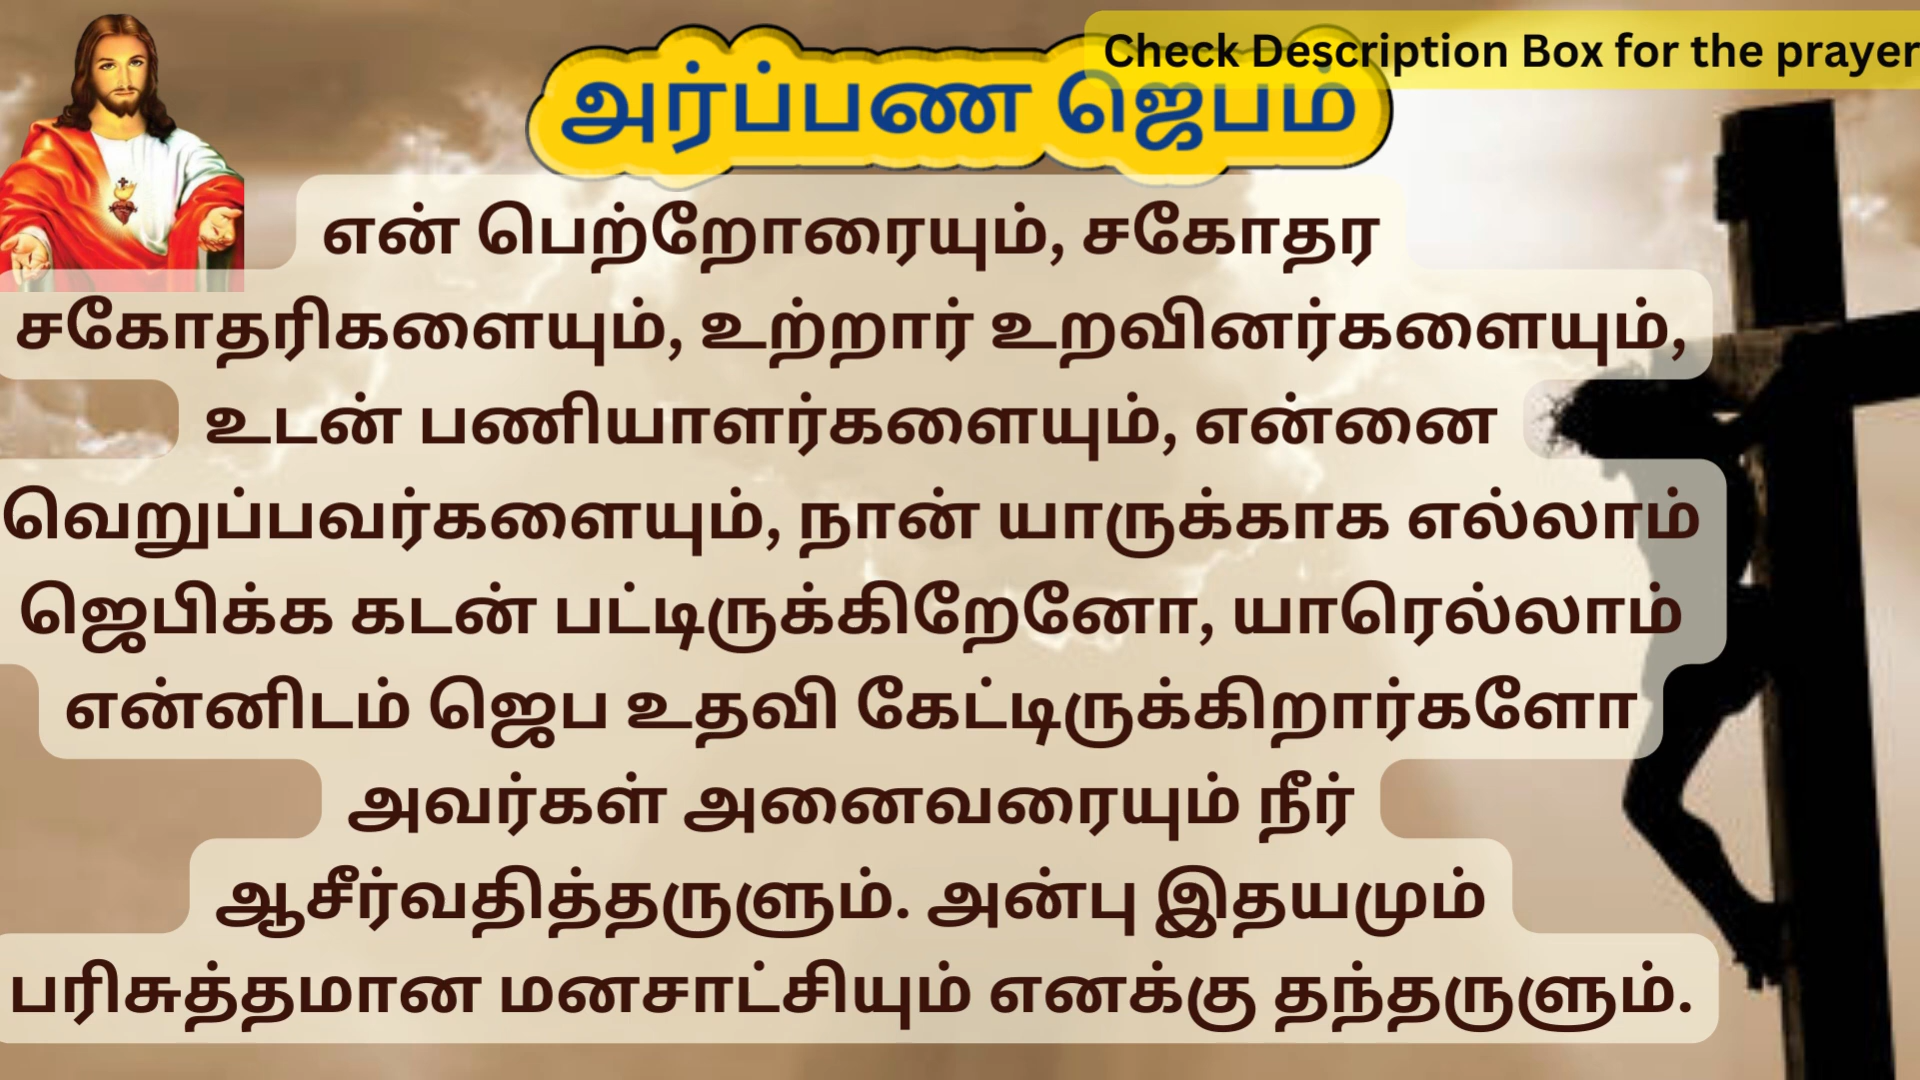 Check Description Box for the prayer
அர்ப்பண ஜெபம்
என் பெற்றோரையும், சகோதர
சகோதரிகளையும், உற்றார் உறவினர்களையும்,
உடன் பணியாளர்களையும், என்னை
வெறுப்பவர்களையும், நான் யாருக்காக எல்லாம்
ஜெபிக்க கடன் பட்டிருக்கிறேனோ, யாரெல்லாம்
என்னிடம் ஜெப உதவி கேட்டிருக்கிறார்களோ
அவர்கள் அனைவரையும் நீர்
ஆசீர்வதித்தருளும். அன்பு இதயமும்
பரிசுத்தமான மனசாட்சியும் எனக்கு தந்தருளும்.